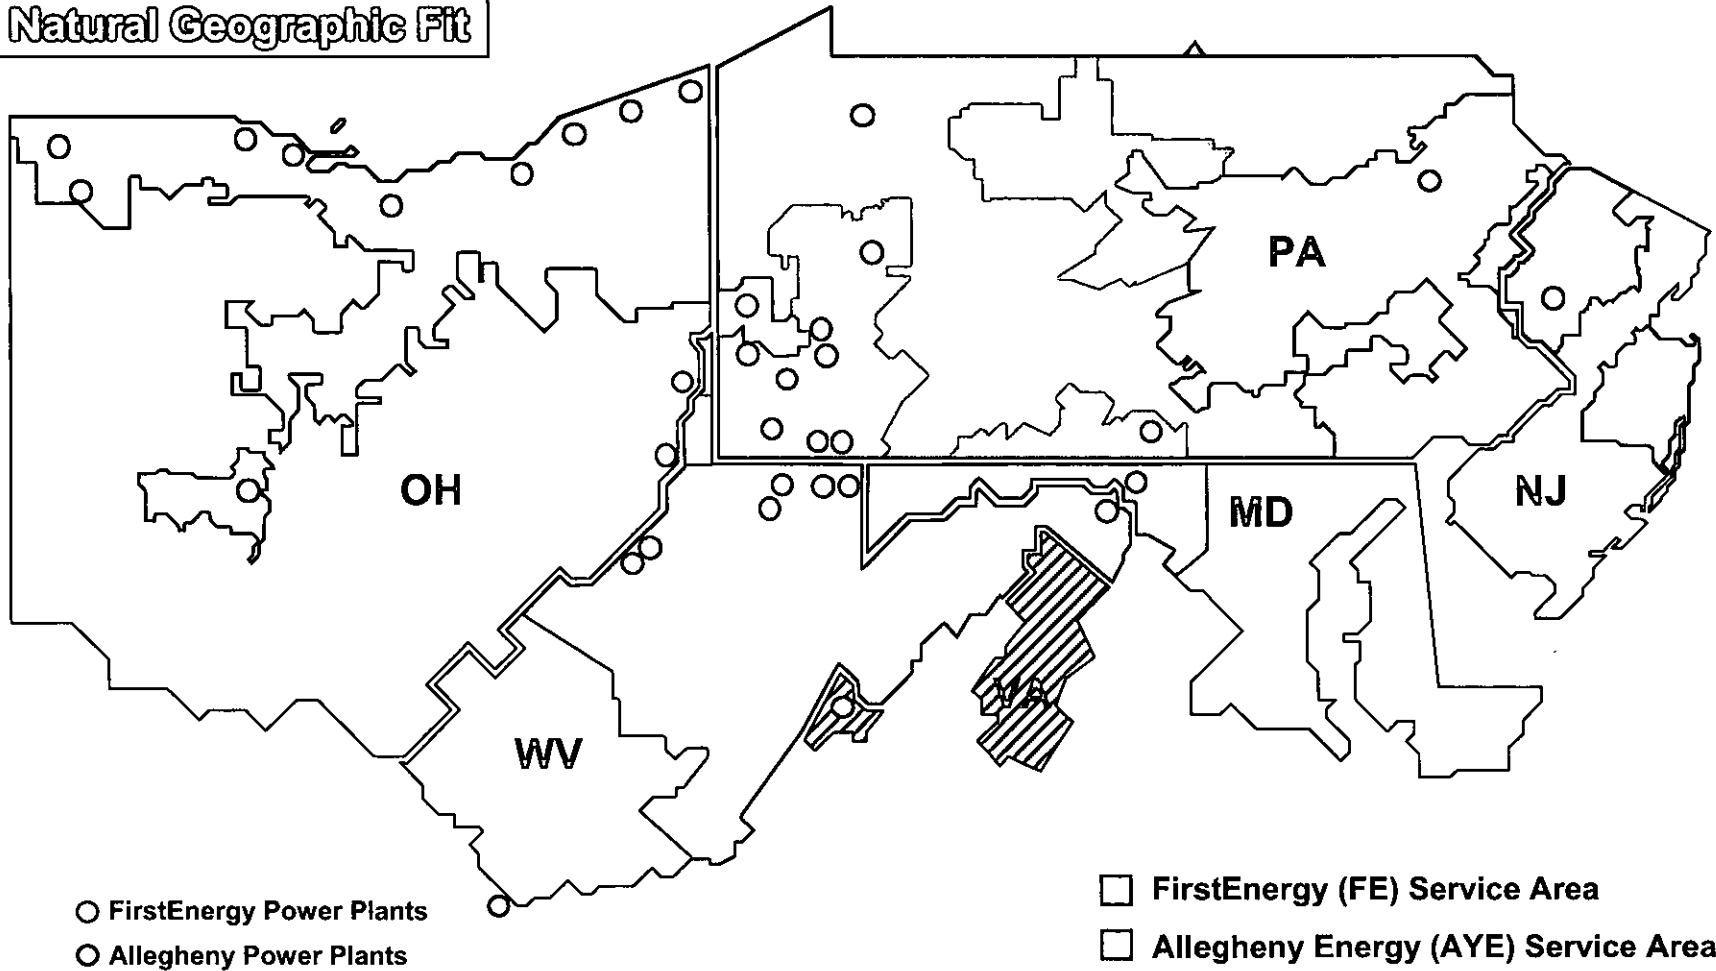 Natural Geographic Fit
PA
OH
MD
NJ
VA
WV
FirstEnergy Power Plants
Allegheny Power Plants
FirstEnergy (FE) Service Area
Allegheny Energy (AYE) Service Area